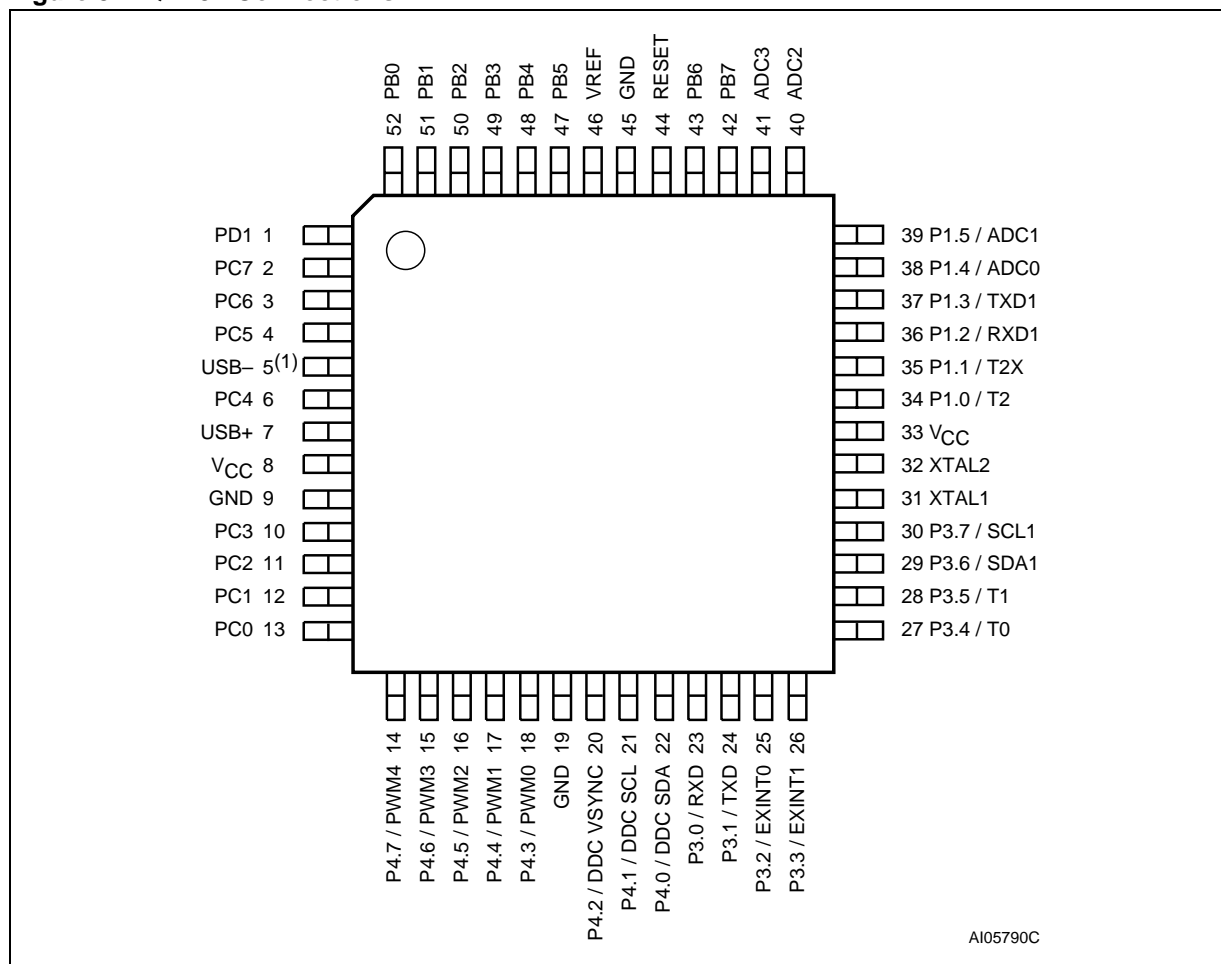 52 PB0
51 PB1
50 PB2
49 PB3
48 PB4
47 PB5
46 VREF
45 GND
44 RESET
43 PB6
42 PB7
41 ADC3
40 ADC2
PD1 1
PC7 2
PC6 3
PC5 4
USB– 5(1)
PC4 6
USB+ 7
VCC 8
GND 9
PC3 10
PC2 11
PC1 12
PC0 13
39 P1.5 / ADC1
38 P1.4 / ADC0
37 P1.3 / TXD1
36 P1.2 / RXD1
35 P1.1 / T2X
34 P1.0 / T2
33 VCC
32 XTAL2
31 XTAL1
30 P3.7 / SCL1
29 P3.6 / SDA1
28 P3.5 / T1
27 P3.4 / T0
P4.7 / PWM4 14
P4.6 / PWM3 15
P4.5 / PWM2 16
P4.4 / PWM1 17
P4.3 / PWM0 18
GND 19
P4.2 / DDC VSYNC 20
P4.1 / DDC SCL 21
P4.0 / DDC SDA 22
P3.0 / RXD 23
P3.1 / TXD 24
P3.2 / EXINT0 25
P3.3 / EXINT1 26
AI05790C